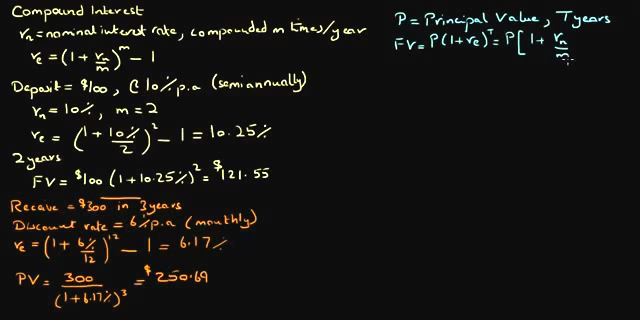 Compound Interest
rₙ = nominal interest rate, compounded m times/year
rₑ = (1 + rₙ/m)^m − 1
Deposit = $100, @ 10% p.a (semiannually)
rₙ = 10%, m = 2
rₑ = (1 + 10%/2)² − 1 = 10.25%
2 years
FV = $100 (1 + 10.25%)² = $121.55
Receive = $300 in 3 years
Discount rate = 6% p.a (monthly)
rₑ = (1 + 6%/12)^12 − 1 = 6.17%
PV = 300/(1 + 6.17%)³ = $250.69
P = Principal Value, T years
FV = P(1 + rₑ)^T = P[1 + rₙ/m